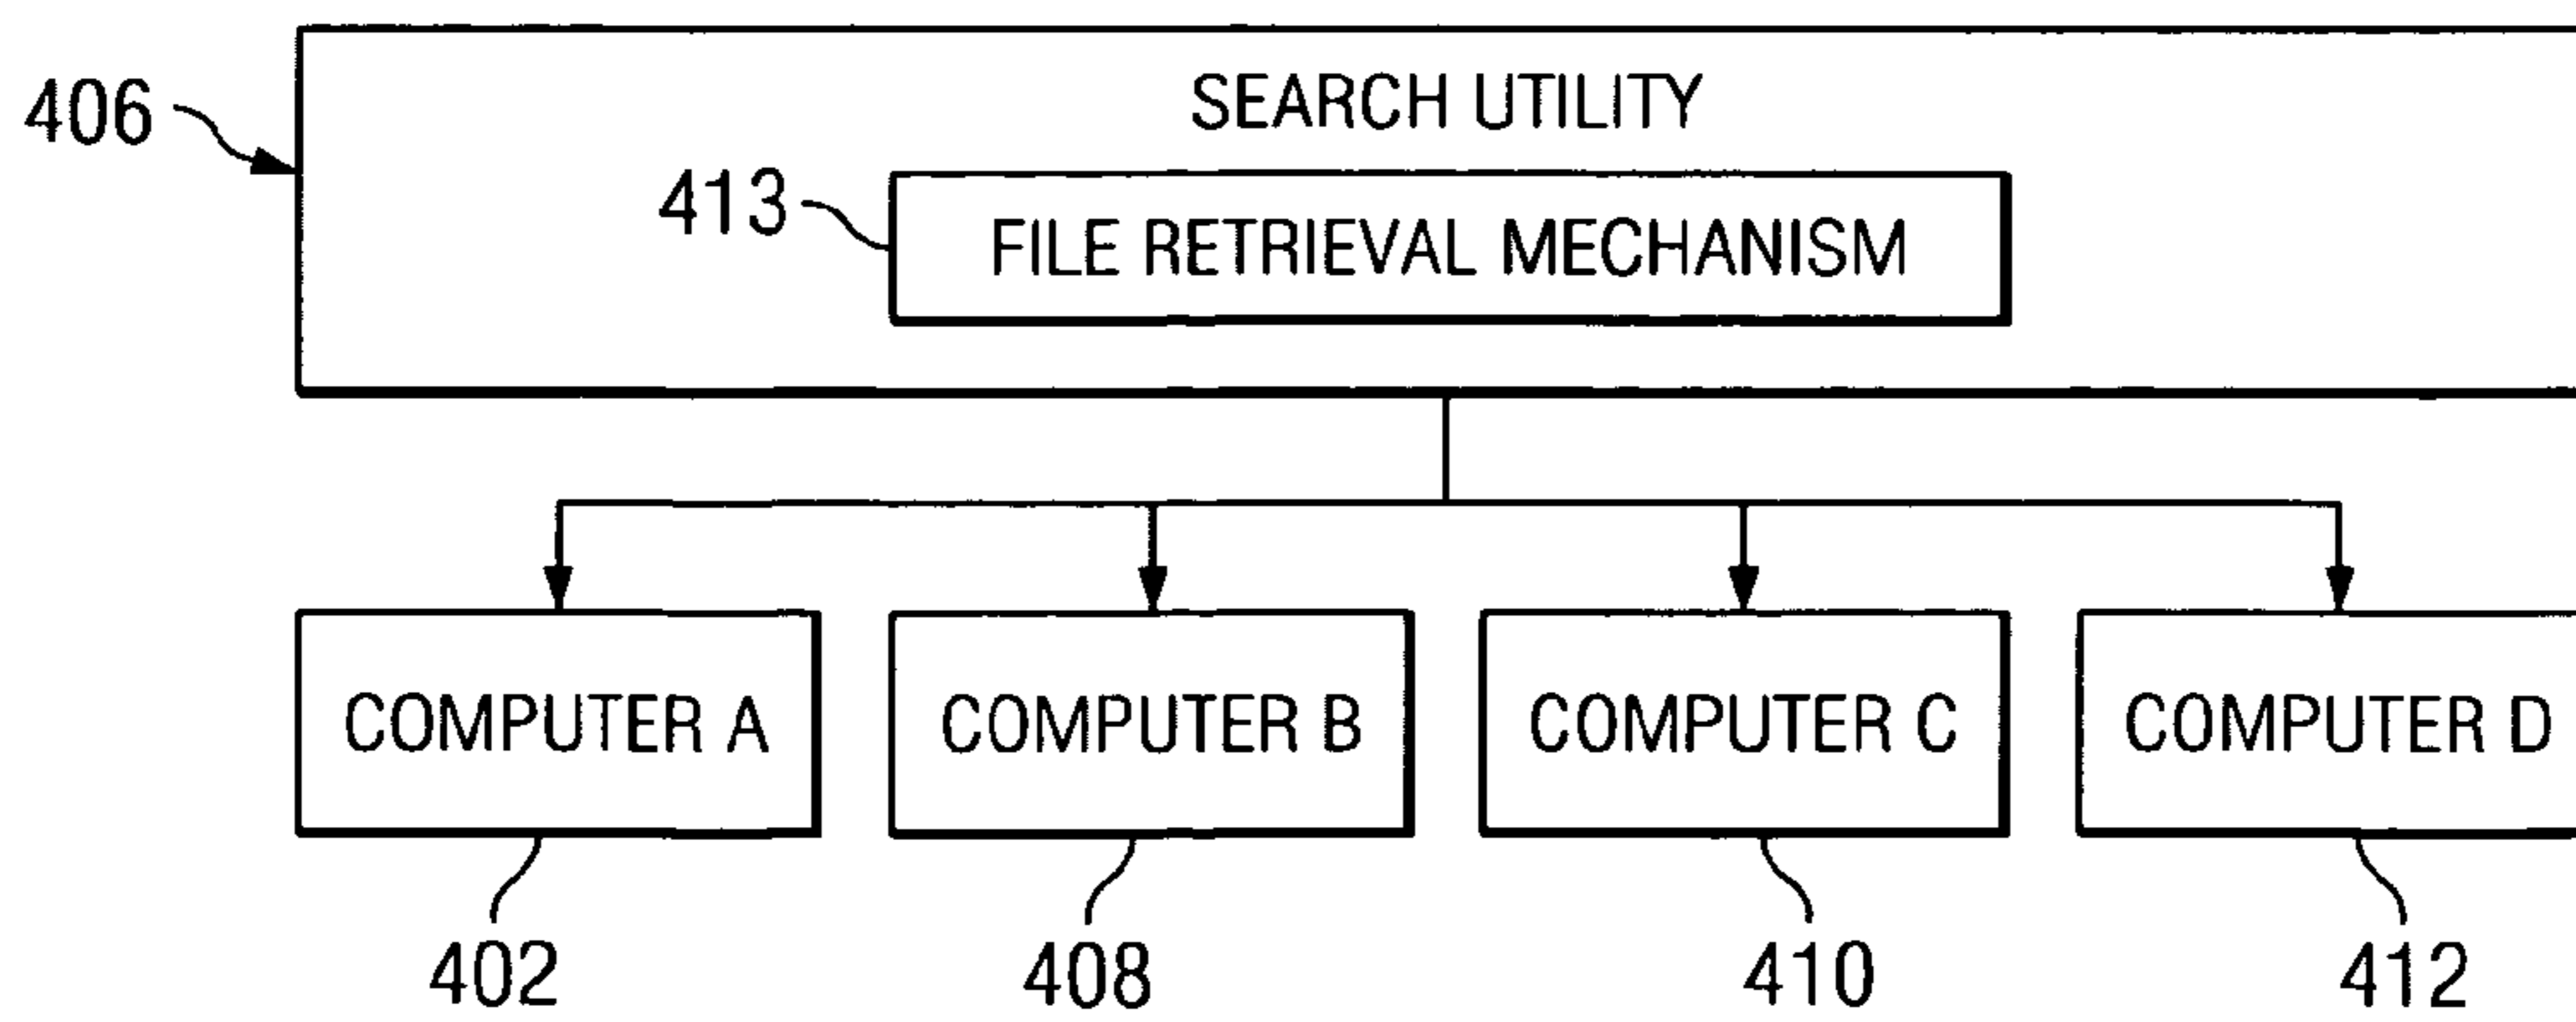 SEARCH UTILITY
406
413
FILE RETRIEVAL MECHANISM
COMPUTER A
COMPUTER B
COMPUTER C
COMPUTER D
402
408
410
412